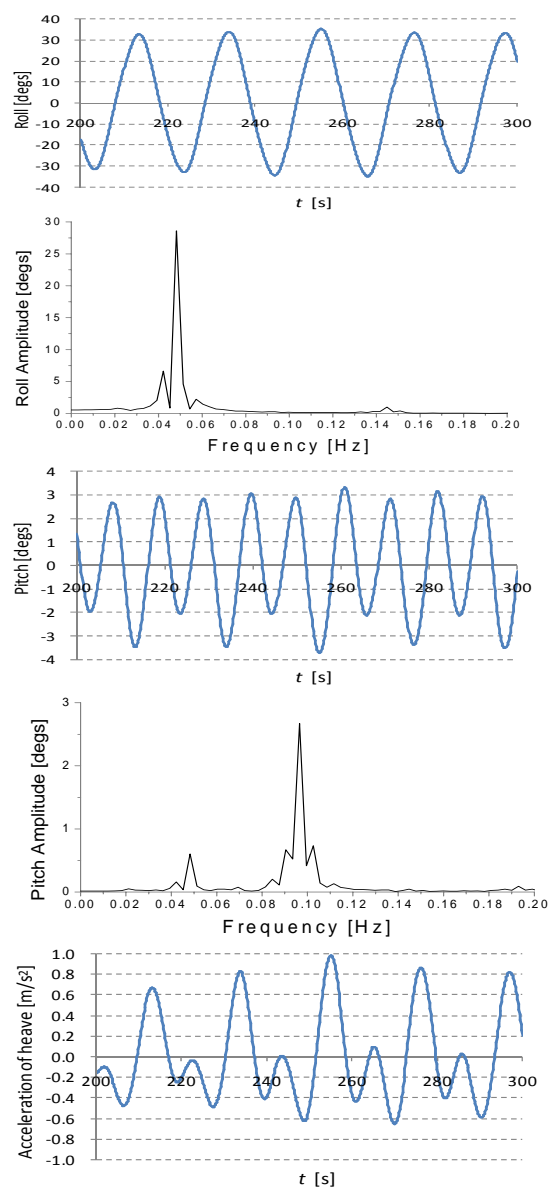 Roll [degs]
40
30
20
10
0
-10
-20
-30
-40
200 220 240 260 280 300
t [s]
Roll Amplitude [degs]
30
25
20
15
10
5
0
0.00 0.02 0.04 0.06 0.08 0.10 0.12 0.14 0.16 0.18 0.20
Frequency [Hz]
Pitch [degs]
4
3
2
1
0
-1
-2
-3
-4
200 220 240 260 280 300
t [s]
Pitch Amplitude [degs]
3
2
1
0
0.00 0.02 0.04 0.06 0.08 0.10 0.12 0.14 0.16 0.18 0.20
Frequency [Hz]
Acceleration of heave [m/s²]
1.0
0.8
0.6
0.4
0.2
0.0
-0.2
-0.4
-0.6
-0.8
-1.0
200 220 240 260 280 300
t [s]